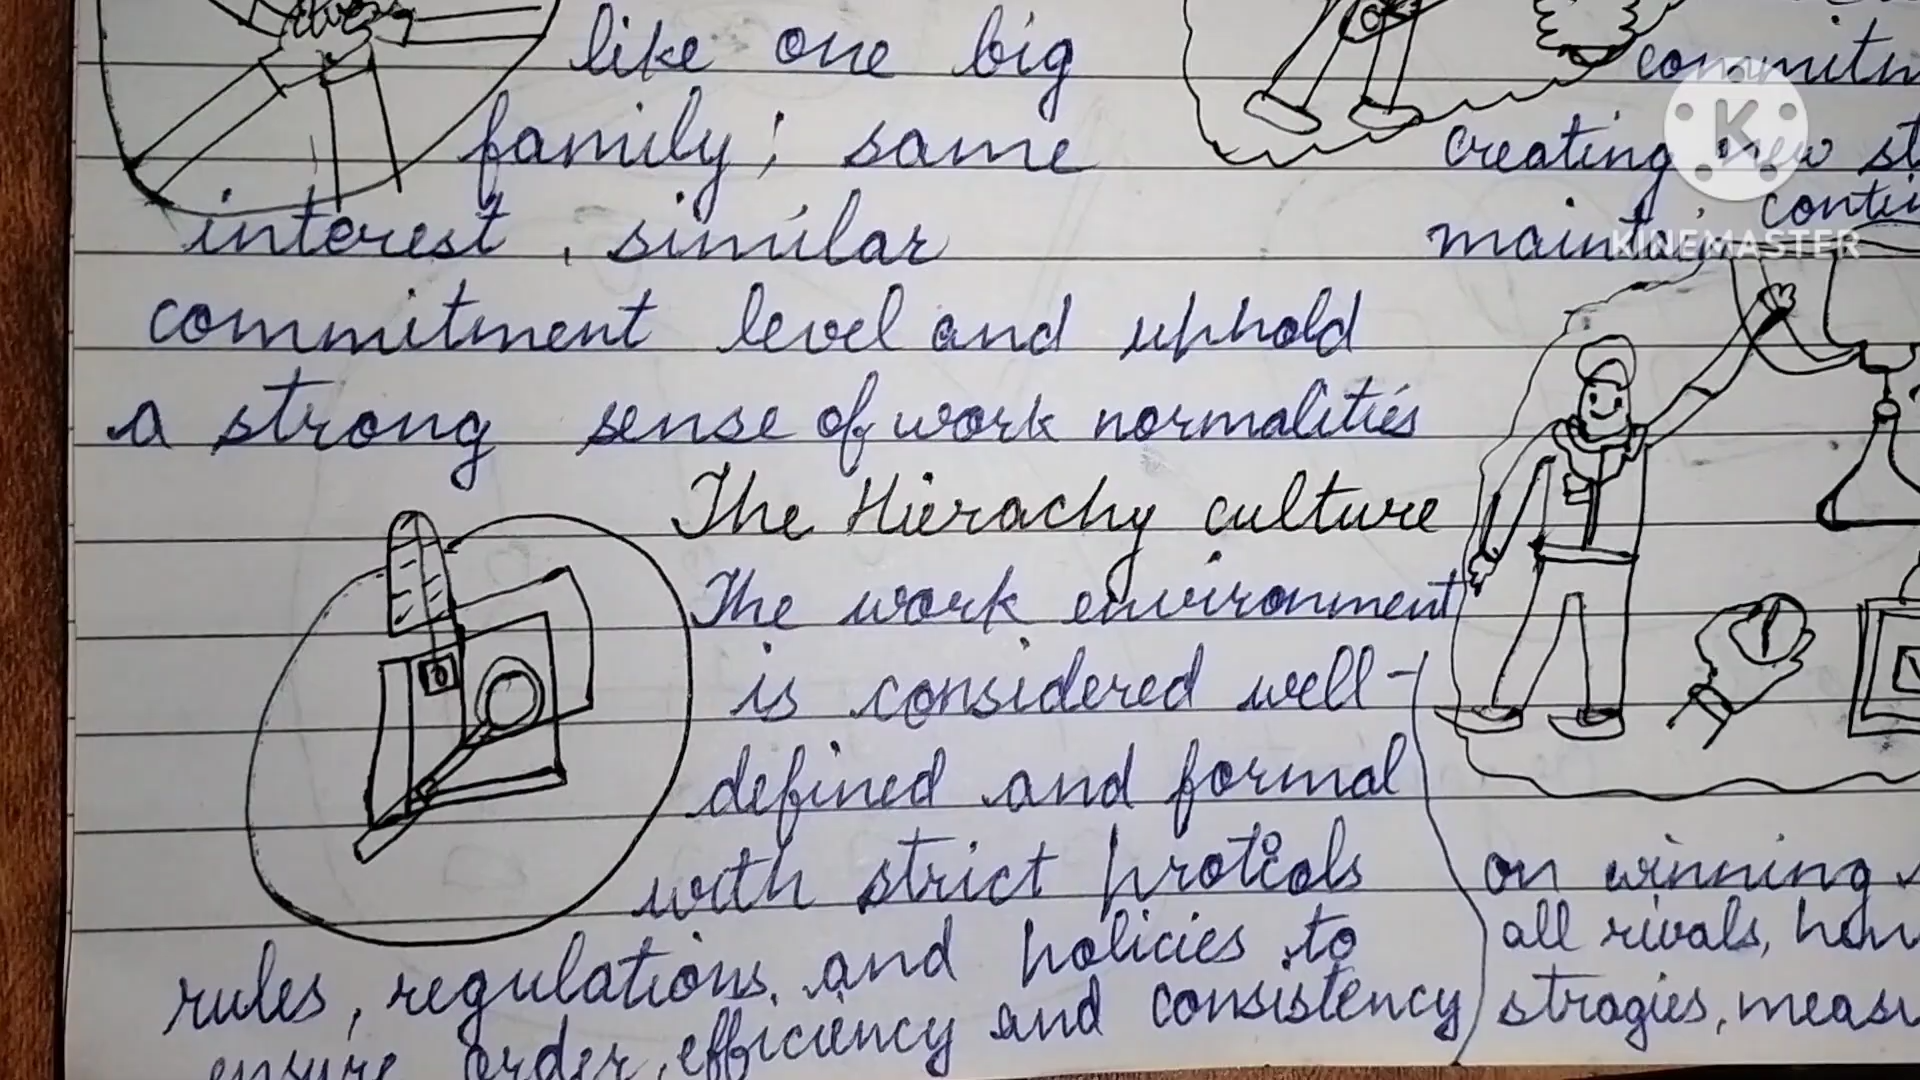 like one big
family; same
interest, similar
commitment level and uphold
a strong sense of work normalities
The Hierachy culture
The work environment
is considered well-
defined and formal
with strict protocols
rules, regulations, and policies to
ensure order, efficiency and consistency
creating new
K
KINEMASTER
on winning
all rivals,
stragies,